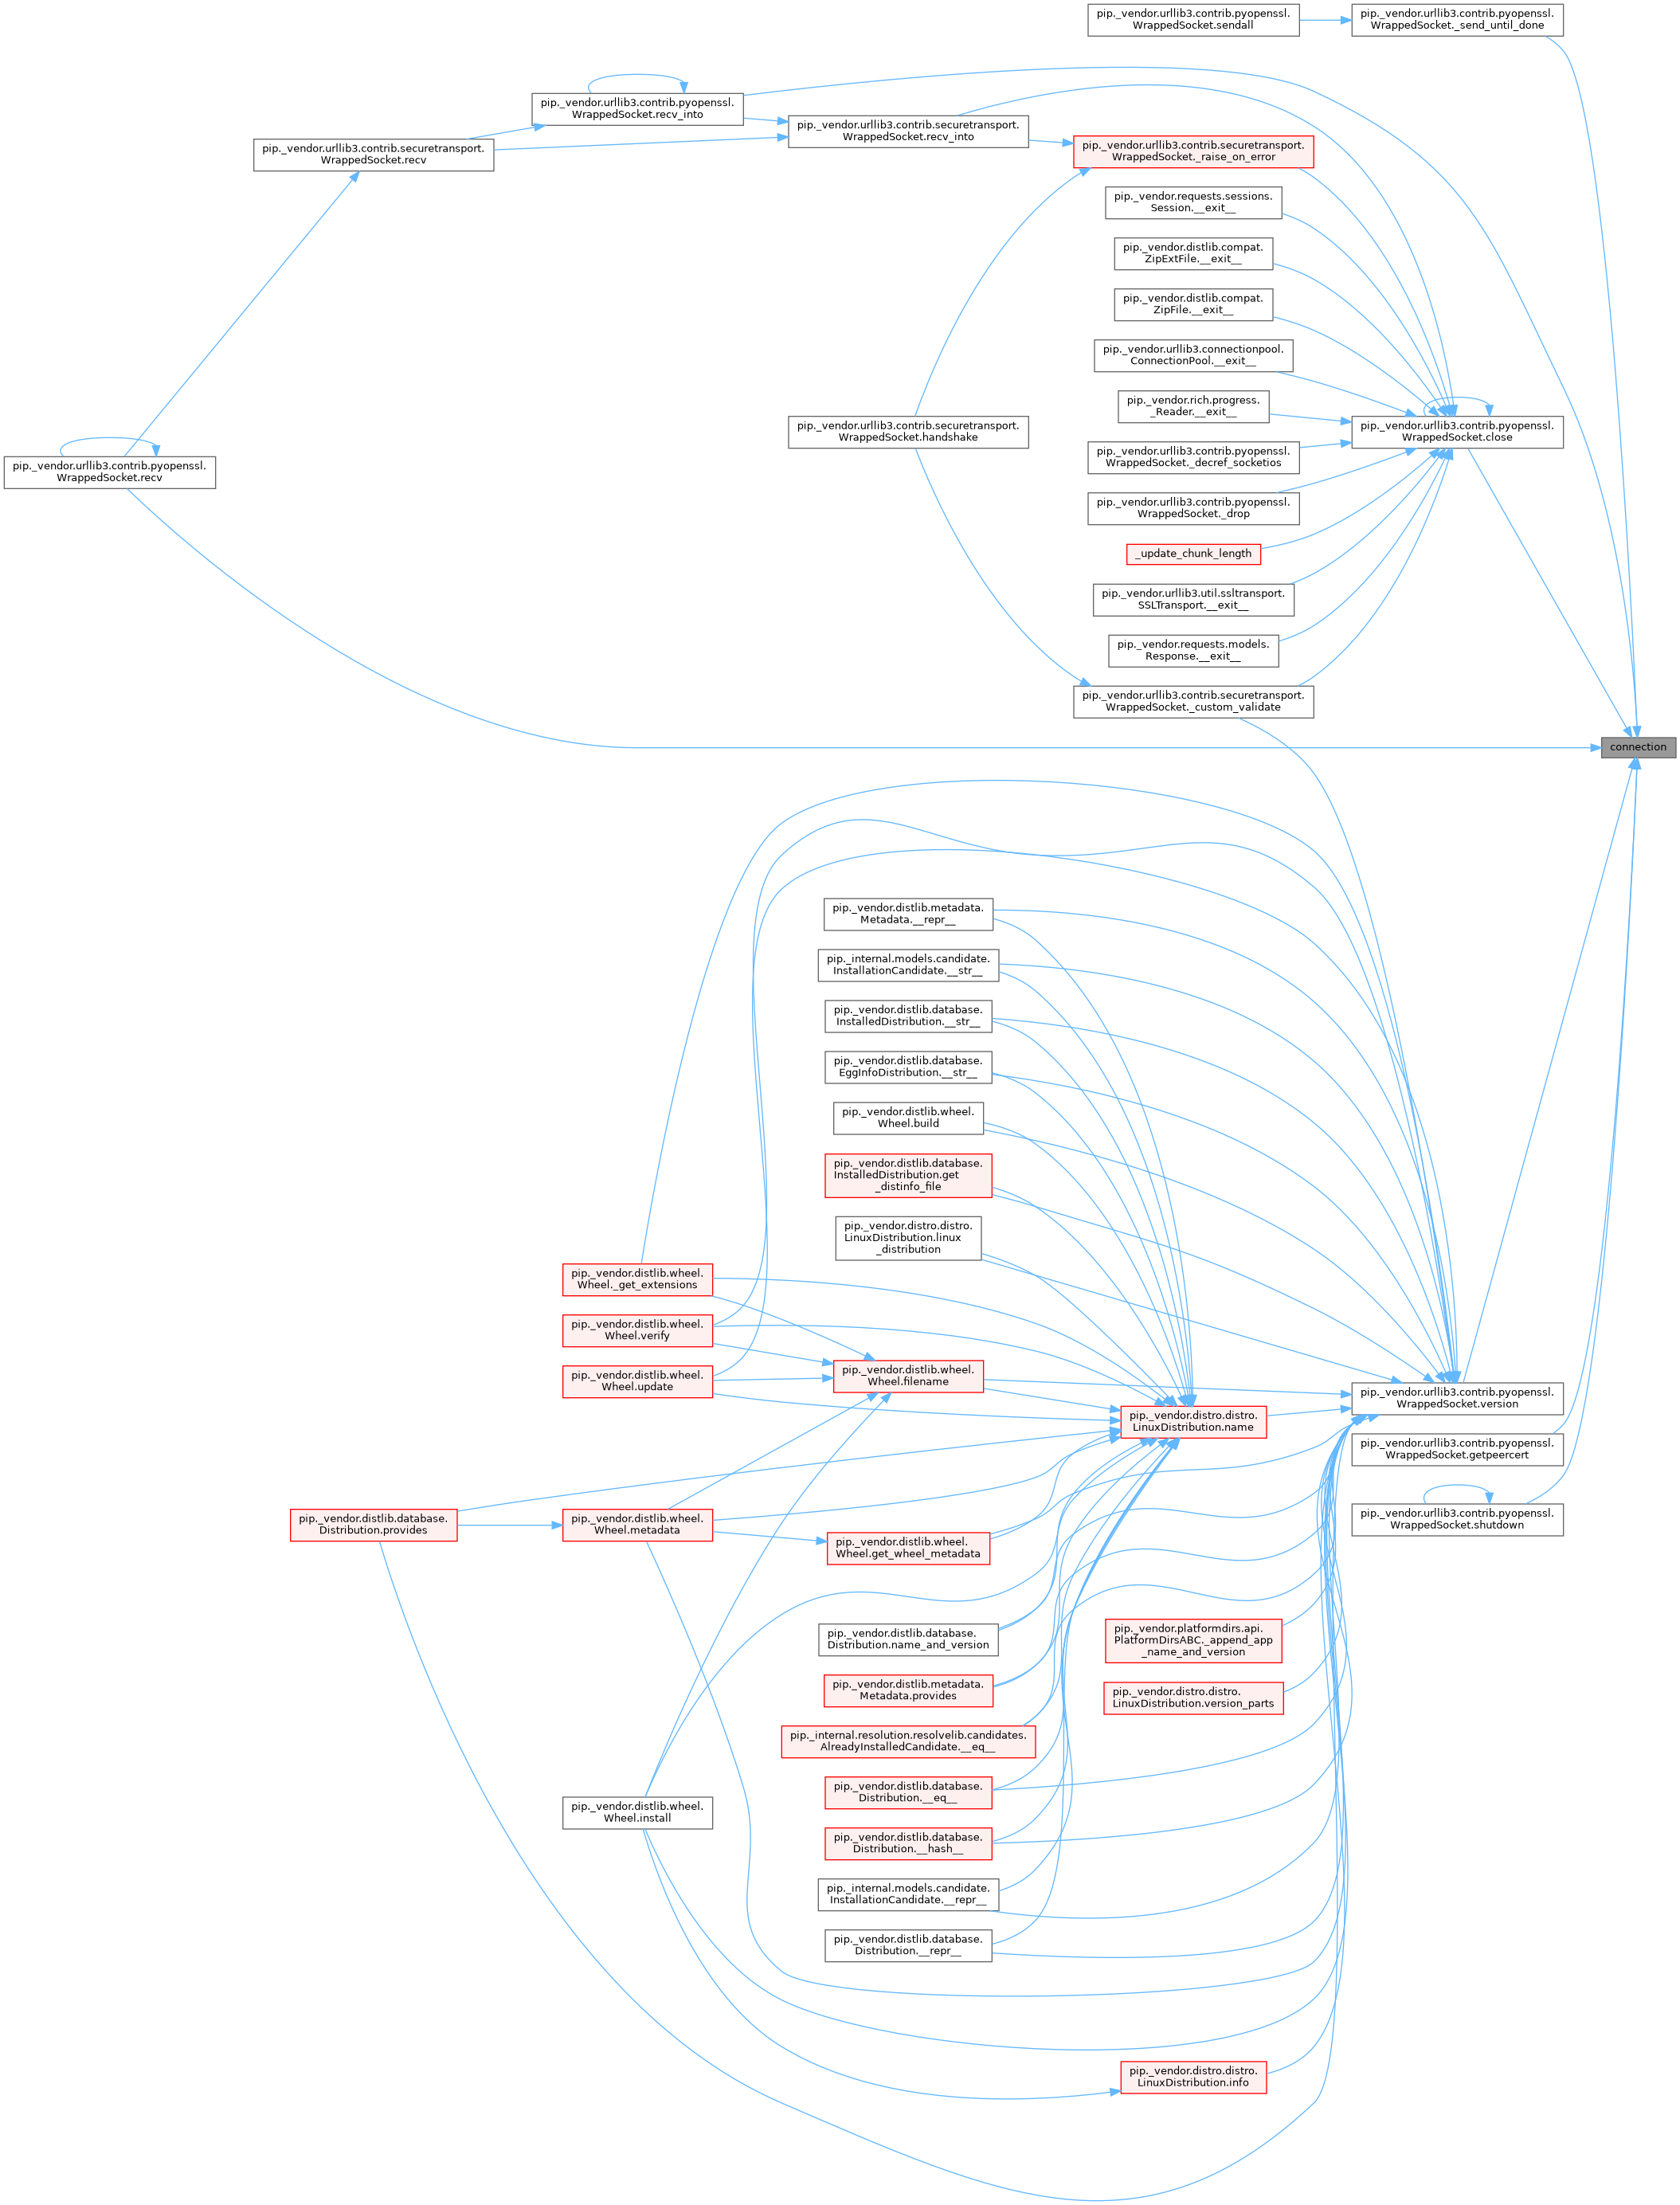 pip._vendor.urllib3.contrib.pyopenssl.
WrappedSocket.sendall
pip._vendor.urllib3.contrib.pyopenssl.
WrappedSocket._send_until_done
pip._vendor.urllib3.contrib.pyopenssl.
WrappedSocket.recv_into
pip._vendor.urllib3.contrib.securetransport.
WrappedSocket.recv_into
pip._vendor.urllib3.contrib.securetransport.
WrappedSocket.recv
pip._vendor.urllib3.contrib.securetransport.
WrappedSocket._raise_on_error
pip._vendor.requests.sessions.
Session.__exit__
pip._vendor.distlib.compat.
ZipExtFile.__exit__
pip._vendor.distlib.compat.
ZipFile.__exit__
pip._vendor.urllib3.connectionpool.
ConnectionPool.__exit__
pip._vendor.rich.progress.
_Reader.__exit__
pip._vendor.urllib3.contrib.securetransport.
WrappedSocket.handshake
pip._vendor.urllib3.contrib.pyopenssl.
WrappedSocket.close
pip._vendor.urllib3.contrib.pyopenssl.
WrappedSocket._decref_socketios
pip._vendor.urllib3.contrib.pyopenssl.
WrappedSocket.recv
pip._vendor.urllib3.contrib.pyopenssl.
WrappedSocket._drop
_update_chunk_length
pip._vendor.urllib3.util.ssltransport.
SSLTransport.__exit__
pip._vendor.requests.models.
Response.__exit__
pip._vendor.urllib3.contrib.securetransport.
WrappedSocket._custom_validate
connection
pip._vendor.distlib.metadata.
Metadata.__repr__
pip._internal.models.candidate.
InstallationCandidate.__str__
pip._vendor.distlib.database.
InstalledDistribution.__str__
pip._vendor.distlib.database.
EggInfoDistribution.__str__
pip._vendor.distlib.wheel.
Wheel.build
pip._vendor.distlib.database.
InstalledDistribution.get
_distinfo_file
pip._vendor.distro.distro.
LinuxDistribution.linux
_distribution
pip._vendor.distlib.wheel.
Wheel._get_extensions
pip._vendor.distlib.wheel.
Wheel.verify
pip._vendor.distlib.wheel.
Wheel.update
pip._vendor.distlib.wheel.
Wheel.filename
pip._vendor.urllib3.contrib.pyopenssl.
WrappedSocket.version
pip._vendor.distro.distro.
LinuxDistribution.name
pip._vendor.urllib3.contrib.pyopenssl.
WrappedSocket.getpeercert
pip._vendor.urllib3.contrib.pyopenssl.
WrappedSocket.shutdown
pip._vendor.distlib.database.
Distribution.provides
pip._vendor.distlib.wheel.
Wheel.metadata
pip._vendor.distlib.wheel.
Wheel.get_wheel_metadata
pip._vendor.distlib.database.
Distribution.name_and_version
pip._vendor.platformdirs.api.
PlatformDirsABC._append_app
_name_and_version
pip._vendor.distlib.metadata.
Metadata.provides
pip._vendor.distro.distro.
LinuxDistribution.version_parts
pip._internal.resolution.resolvelib.candidates.
AlreadyInstalledCandidate.__eq__
pip._vendor.distlib.database.
Distribution.__eq__
pip._vendor.distlib.wheel.
Wheel.install
pip._vendor.distlib.database.
Distribution.__hash__
pip._internal.models.candidate.
InstallationCandidate.__repr__
pip._vendor.distlib.database.
Distribution.__repr__
pip._vendor.distro.distro.
LinuxDistribution.info